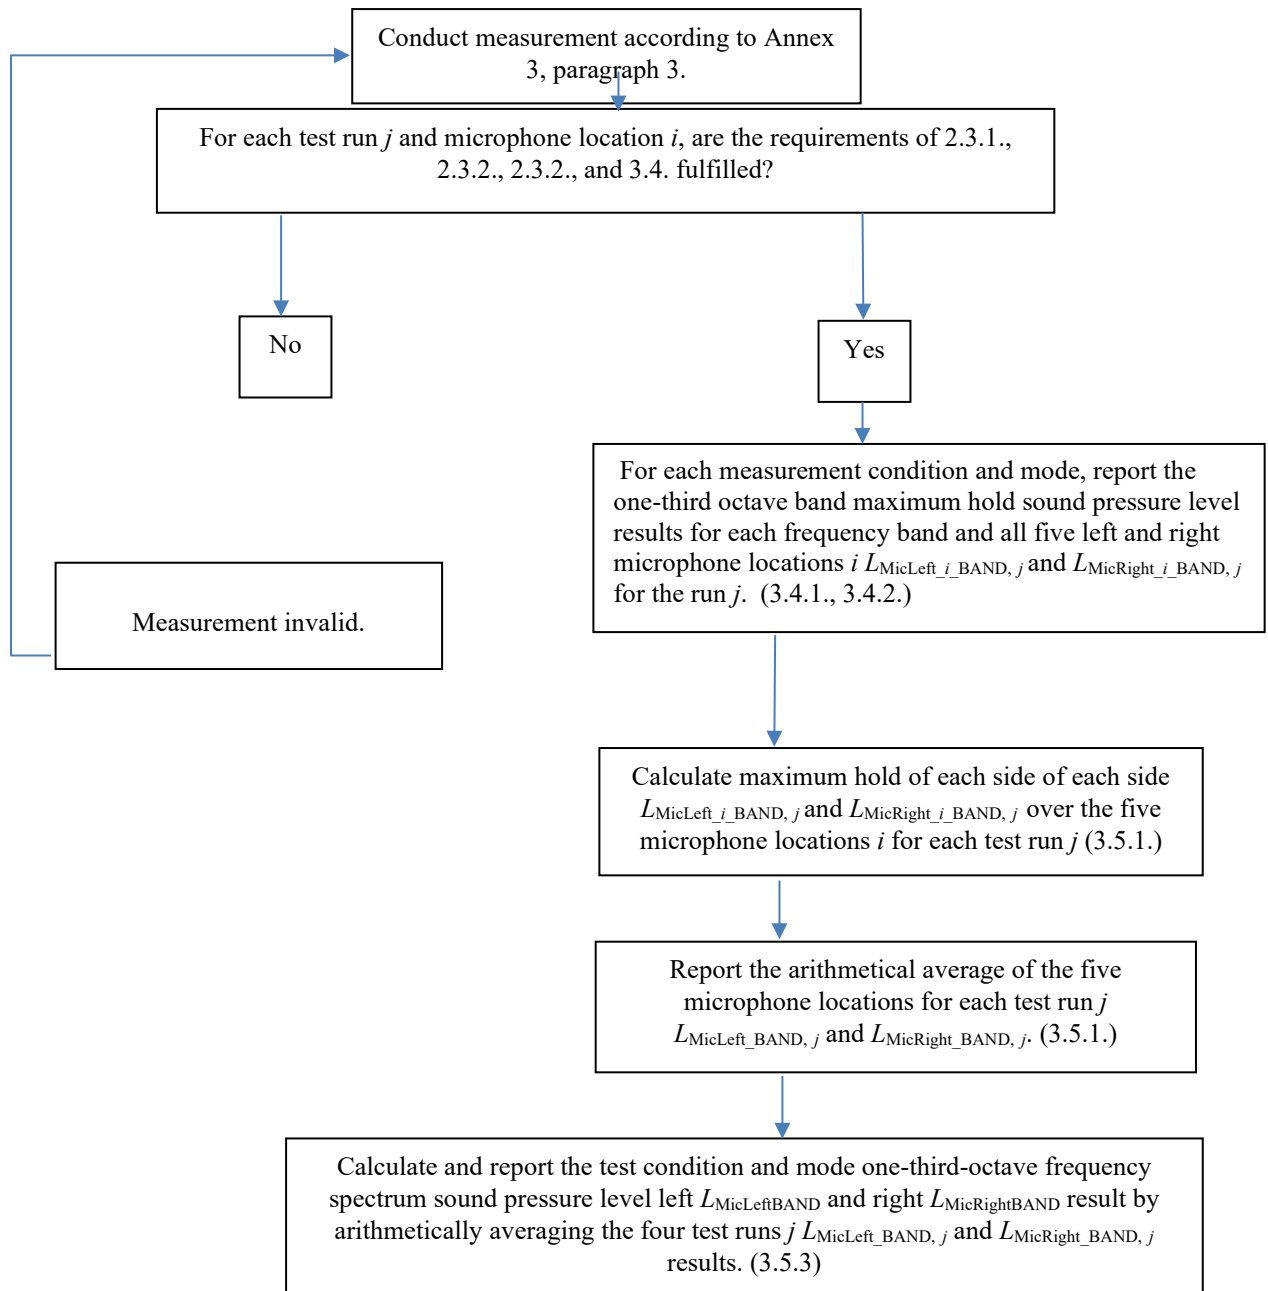 Conduct measurement according to Annex
3, paragraph 3.
For each test run j and microphone location i, are the requirements of 2.3.1.,
2.3.2., 2.3.2., and 3.4. fulfilled?
No
Yes
For each measurement condition and mode, report the
one-third octave band maximum hold sound pressure level
results for each frequency band and all five left and right
microphone locations i LMicLeft_i_BAND, j and LMicRight_i_BAND, j
for the run j. (3.4.1., 3.4.2.)
Measurement invalid.
Calculate maximum hold of each side of each side
LMicLeft_i_BAND, j and LMicRight_i_BAND, j over the five
microphone locations i for each test run j (3.5.1.)
Report the arithmetical average of the five
microphone locations for each test run j
LMicLeft_BAND, j and LMicRight_BAND, j. (3.5.1.)
Calculate and report the test condition and mode one-third-octave frequency
spectrum sound pressure level left LMicLeftBAND and right LMicRightBAND result by
arithmetically averaging the four test runs j LMicLeft_BAND, j and LMicRight_BAND, j
results. (3.5.3)